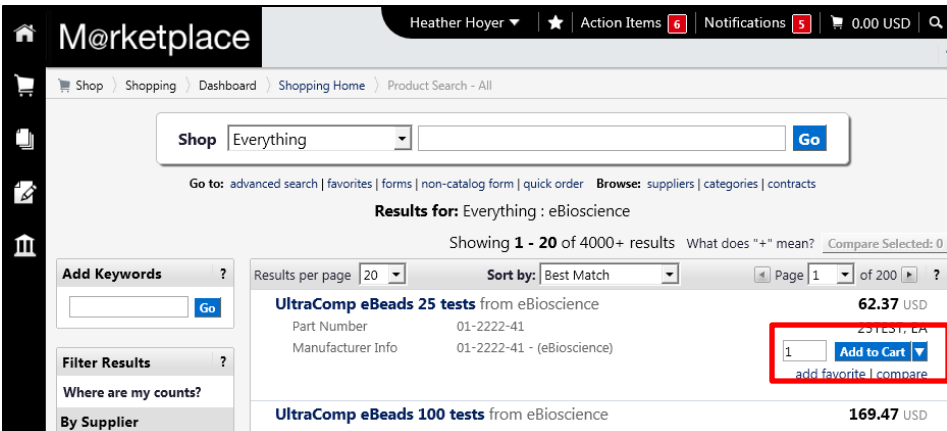 Heather Hoyer ▼ | ★ | Action Items 6 | Notifications 5 | 0.00 USD
M@rketplace
Shop 〉 Shopping 〉 Dashboard 〉 Shopping Home 〉 Product Search - All
Shop Everything Go
Go to: advanced search | favorites | forms | non-catalog form | quick order Browse: suppliers | categories | contracts
Results for: Everything : eBioscience
Showing 1 - 20 of 4000+ results What does "+" mean? Compare Selected: 0
Add Keywords ?
Go
Results per page 20 Sort by: Best Match Page 1 of 200 ?
UltraComp eBeads 25 tests from eBioscience 62.37 USD
Part Number 01-2222-41 25TEST, EA
Manufacturer Info 01-2222-41 - (eBioscience) 1 Add to Cart
add favorite | compare
Filter Results ?
Where are my counts?
By Supplier
UltraComp eBeads 100 tests from eBioscience 169.47 USD